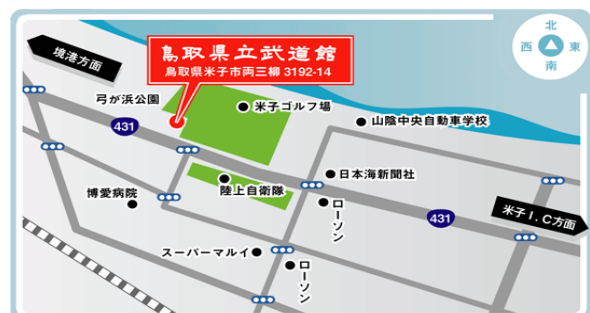 北
西 東
南
境港方面
鳥取県立武道館
鳥取県米子市両三柳 3192-14
弓が浜公園
米子ゴルフ場
山陰中央自動車学校
431
日本海新聞社
陸上自衛隊
博愛病院
ローソン
431
米子I.C方面
スーパーマルイ
ローソン